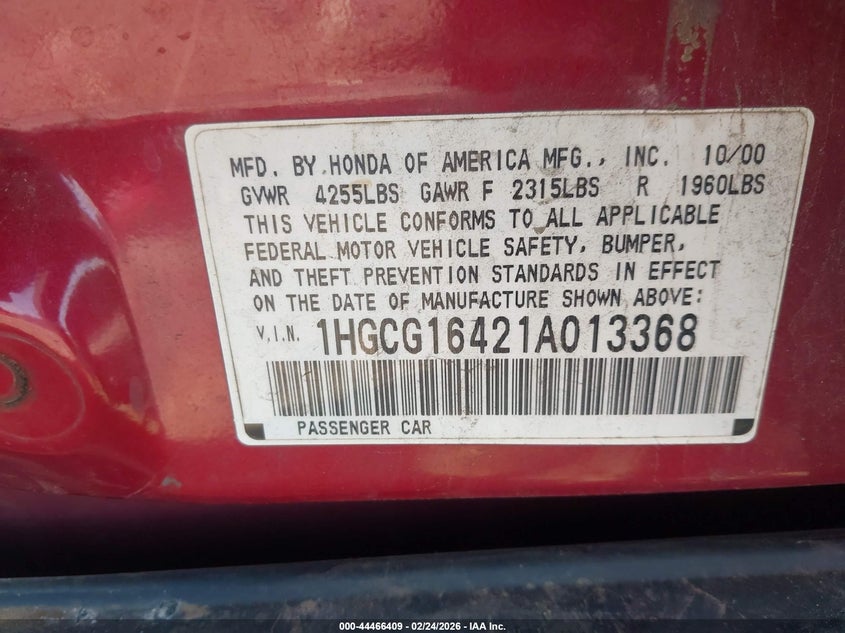 MFD. BY HONDA OF AMERICA MFG., INC. 10/00
GVWR 4255LBS GAWR F 2315LBS R 1960LBS
THIS VEHICLE CONFORMS TO ALL APPLICABLE
FEDERAL MOTOR VEHICLE SAFETY, BUMPER,
AND THEFT PREVENTION STANDARDS IN EFFECT
ON THE DATE OF MANUFACTURE SHOWN ABOVE:
V.I.N. 1HGCG16421A013368
PASSENGER CAR
000-44466409 - 02/24/2026 - IAA Inc.